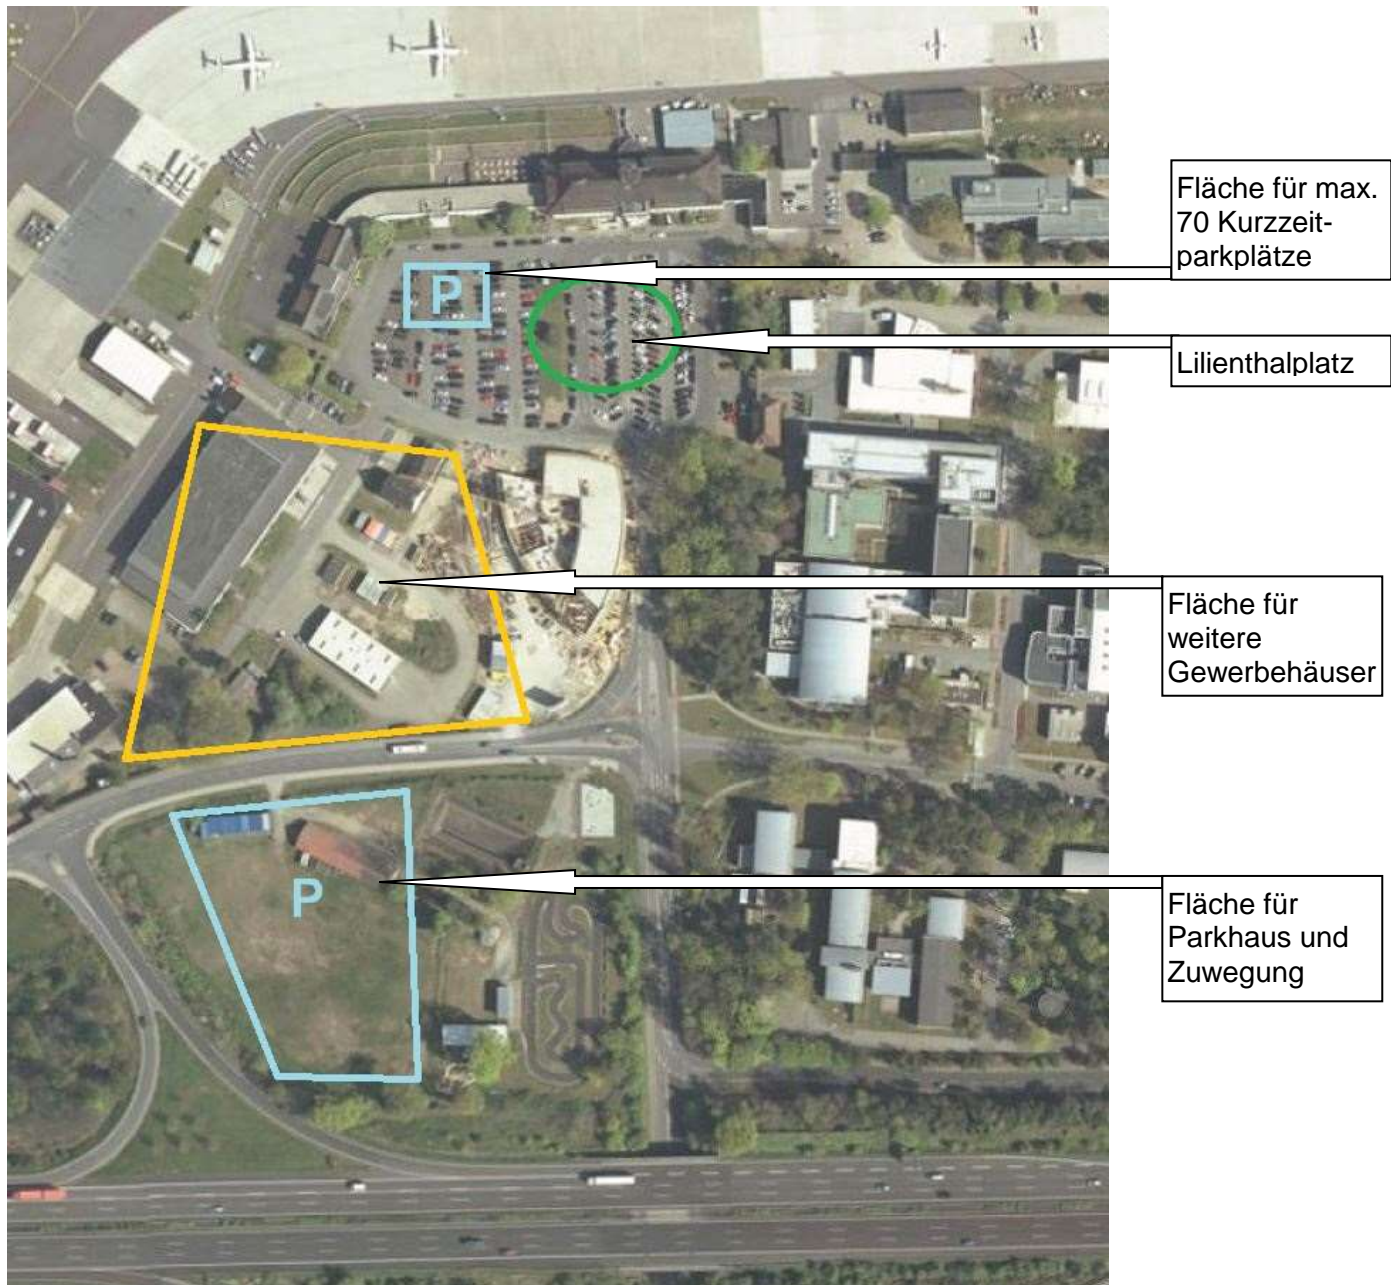 Fläche für max.
70 Kurzzeit-
parkplätze
P
Lilienthalplatz
Fläche für
weitere
Gewerbehäuser
P
Fläche für
Parkhaus und
Zuwegung